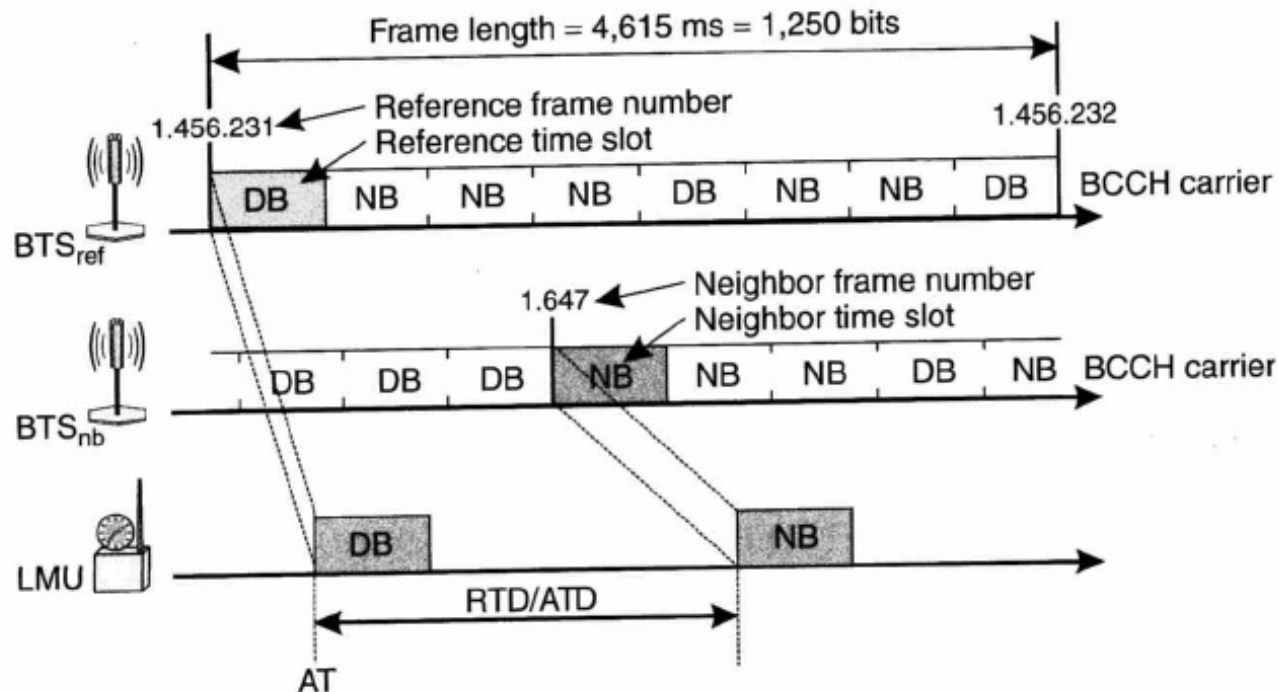 Frame length = 4,615 ms = 1,250 bits
1.456.231
Reference frame number
1.456.232
Reference time slot
DB NB NB NB DB NB NB DB
BCCH carrier
BTSref
1.647
Neighbor frame number
Neighbor time slot
DB DB DB NB NB NB DB NB
BCCH carrier
BTSnb
DB NB
LMU
RTD/ATD
AT